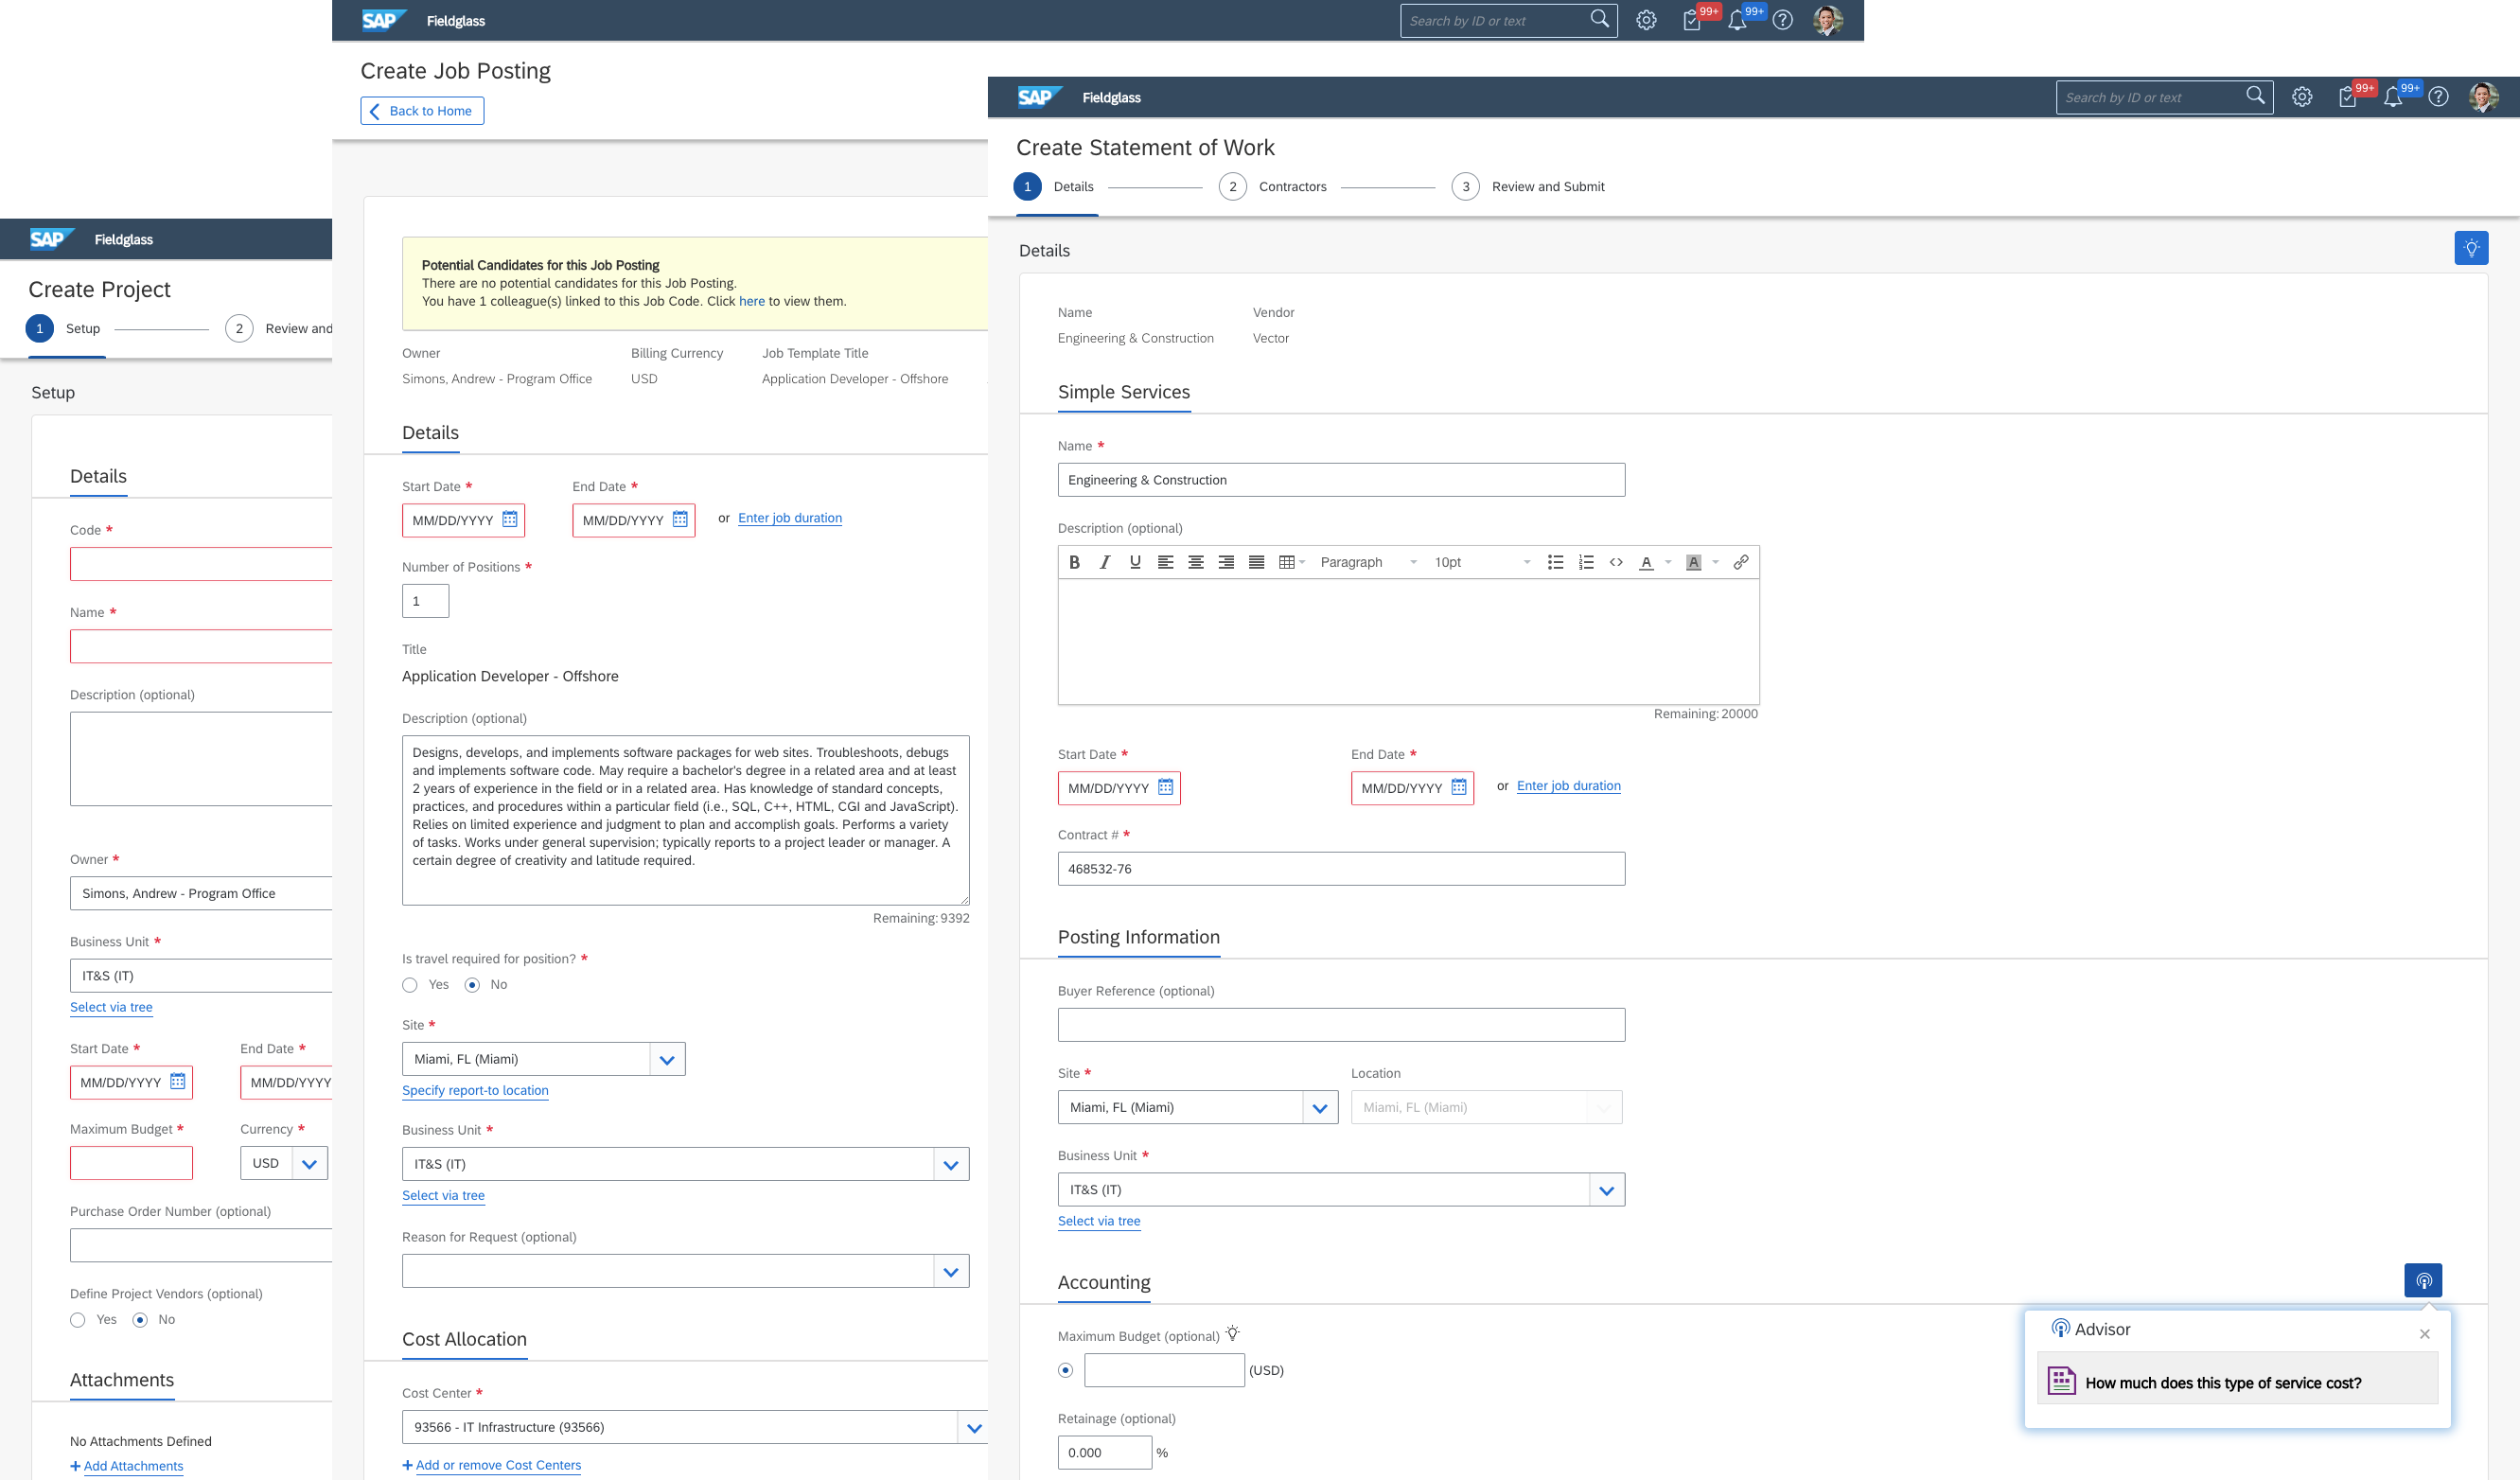 SAP Fieldglass
Create Project
1 Setup 2 Review and
Setup
Details
Code *
Name *
Description (optional)
Owner *
Simons, Andrew - Program Office
Business Unit *
IT&S (IT)
Select via tree
Start Date * End Date *
MM/DD/YYYY MM/DD/YYYY
Maximum Budget * Currency *
USD
Purchase Order Number (optional)
Define Project Vendors (optional)
Yes No
Attachments
No Attachments Defined
+ Add Attachments
SAP Fieldglass Search by ID or text 99+ 99+ ?
Create Job Posting
Back to Home
Potential Candidates for this Job Posting
There are no potential candidates for this Job Posting.
You have 1 colleague(s) linked to this Job Code. Click here to view them.
Owner Billing Currency Job Template Title
Simons, Andrew - Program Office USD Application Developer - Offshore
Details
Start Date * End Date *
MM/DD/YYYY MM/DD/YYYY or Enter job duration
Number of Positions *
1
Title
Application Developer - Offshore
Description (optional)
Designs, develops, and implements software packages for web sites. Troubleshoots, debugs
and implements software code. May require a bachelor's degree in a related area and at least
2 years of experience in the field or in a related area. Has knowledge of standard concepts,
practices, and procedures within a particular field (i.e., SQL, C++, HTML, CGI and JavaScript).
Relies on limited experience and judgment to plan and accomplish goals. Performs a variety
of tasks. Works under general supervision; typically reports to a project leader or manager. A
certain degree of creativity and latitude required.
Remaining: 9392
Is travel required for position? *
Yes No
Site *
Miami, FL (Miami)
Specify report-to location
Business Unit *
IT&S (IT)
Select via tree
Reason for Request (optional)
Cost Allocation
Cost Center *
93566 - IT Infrastructure (93566)
+ Add or remove Cost Centers
SAP Fieldglass Search by ID or text 99+ 99+ ?
Create Statement of Work
1 Details 2 Contractors 3 Review and Submit
Details
Name Vendor
Engineering & Construction Vector
Simple Services
Name *
Engineering & Construction
Description (optional)
B I U Paragraph 10pt <> A A
Remaining: 20000
Start Date * End Date *
MM/DD/YYYY MM/DD/YYYY or Enter job duration
Contract # *
468532-76
Posting Information
Buyer Reference (optional)
Site * Location
Miami, FL (Miami) Miami, FL (Miami)
Business Unit *
IT&S (IT)
Select via tree
Accounting
Maximum Budget (optional)
(USD)
Retainage (optional)
0.000 %
Advisor
How much does this type of service cost?